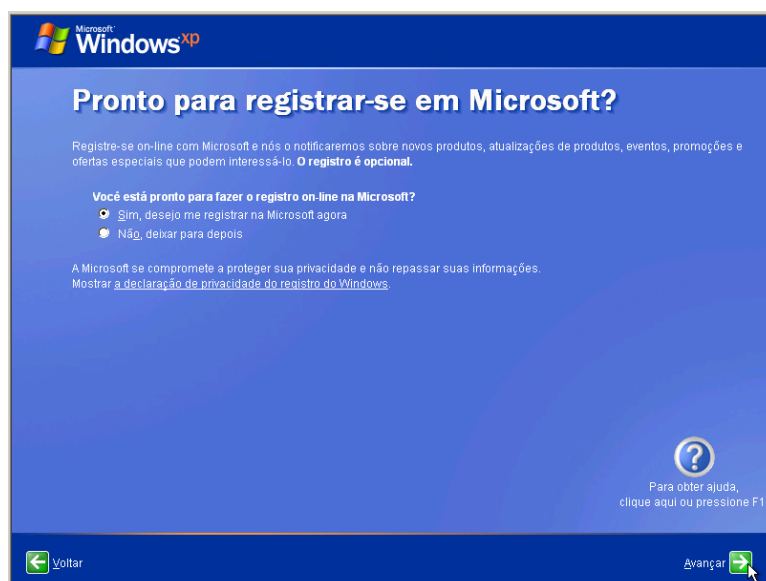 Microsoft
Windows xp
Pronto para registrar-se em Microsoft?
Registre-se on-line com Microsoft e nós o notificaremos sobre novos produtos, atualizações de produtos, eventos, promoções e
ofertas especiais que podem interessá-lo. O registro é opcional.
Você está pronto para fazer o registro on-line na Microsoft?
Sim, desejo me registrar na Microsoft agora
Não, deixar para depois
A Microsoft se compromete a proteger sua privacidade e não repassar suas informações.
Mostrar a declaração de privacidade do registro do Windows.
?
Para obter ajuda,
clique aqui ou pressione F1
Voltar
Avançar